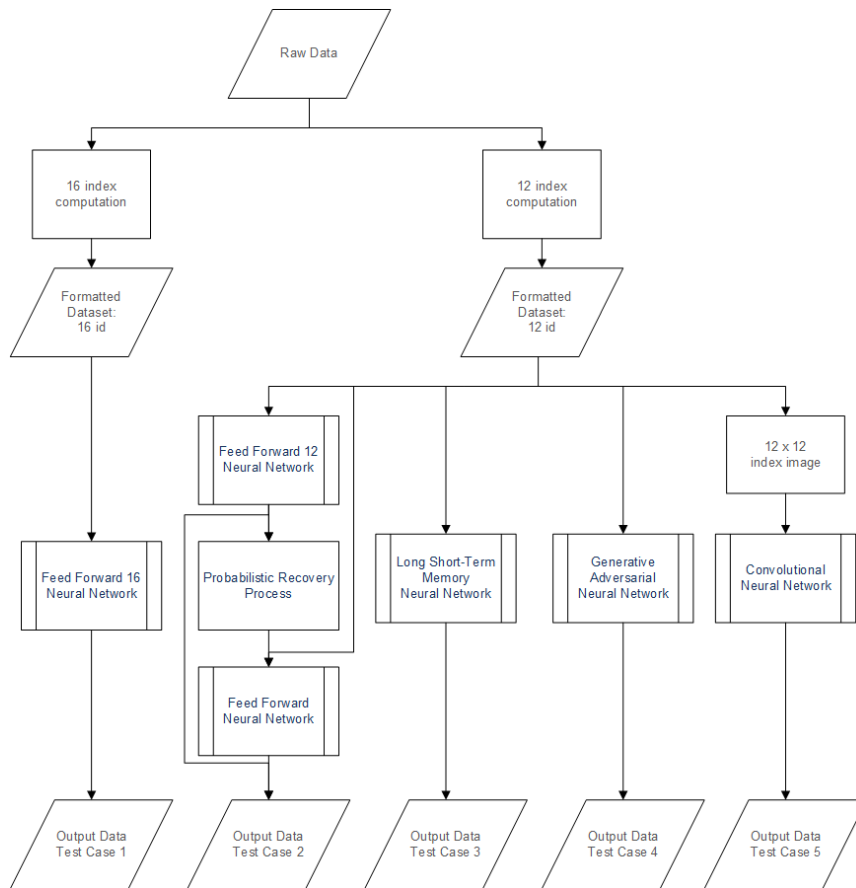 Raw Data
16 index
computation
12 index
computation
Formatted
Dataset:
16 id
Formatted
Dataset:
12 id
Feed Forward 12
Neural Network
12 x 12
index image
Feed Forward 16
Neural Network
Probabilistic Recovery
Process
Long Short-Term
Memory
Neural Network
Generative
Adversarial
Neural Network
Convolutional
Neural Network
Feed Forward
Neural Network
Output Data
Test Case 1
Output Data
Test Case 2
Output Data
Test Case 3
Output Data
Test Case 4
Output Data
Test Case 5